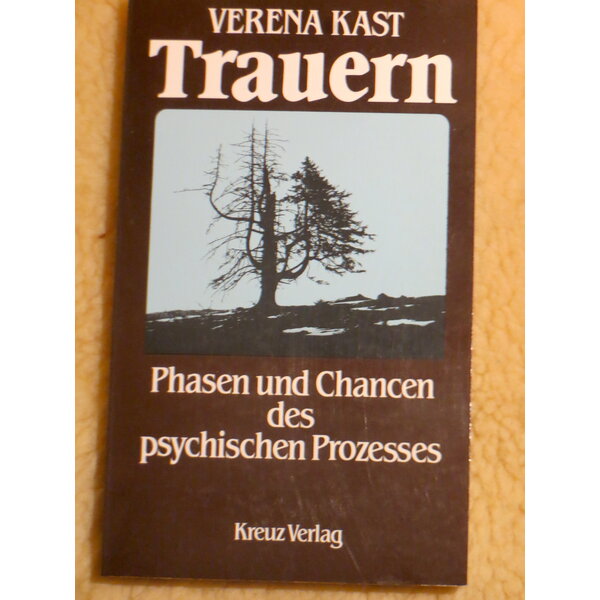 VERENA KAST
Trauern
Phasen und Chancen
des
psychischen Prozesses
Kreuz Verlag